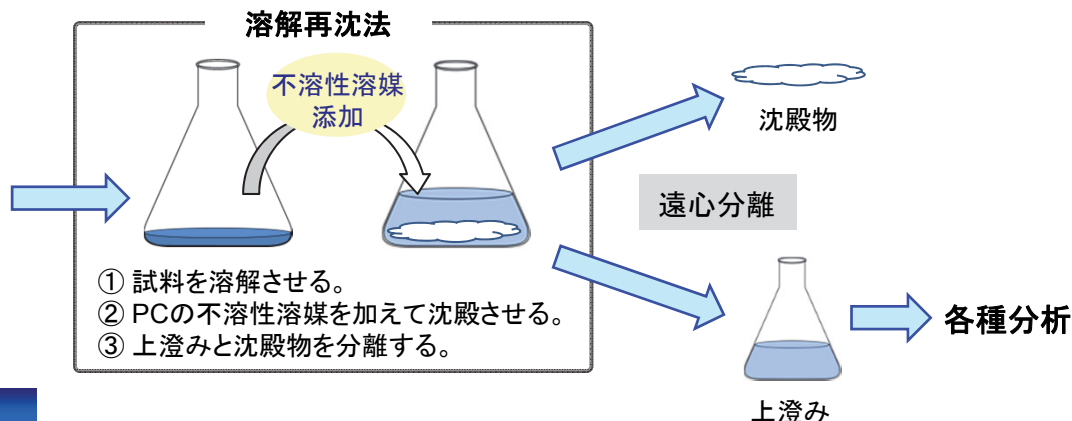 溶解再沈法
不溶性溶媒
添加
① 試料を溶解させる。
② PCの不溶性溶媒を加えて沈殿させる。
③ 上澄みと沈殿物を分離する。
沈殿物
遠心分離
上澄み
各種分析